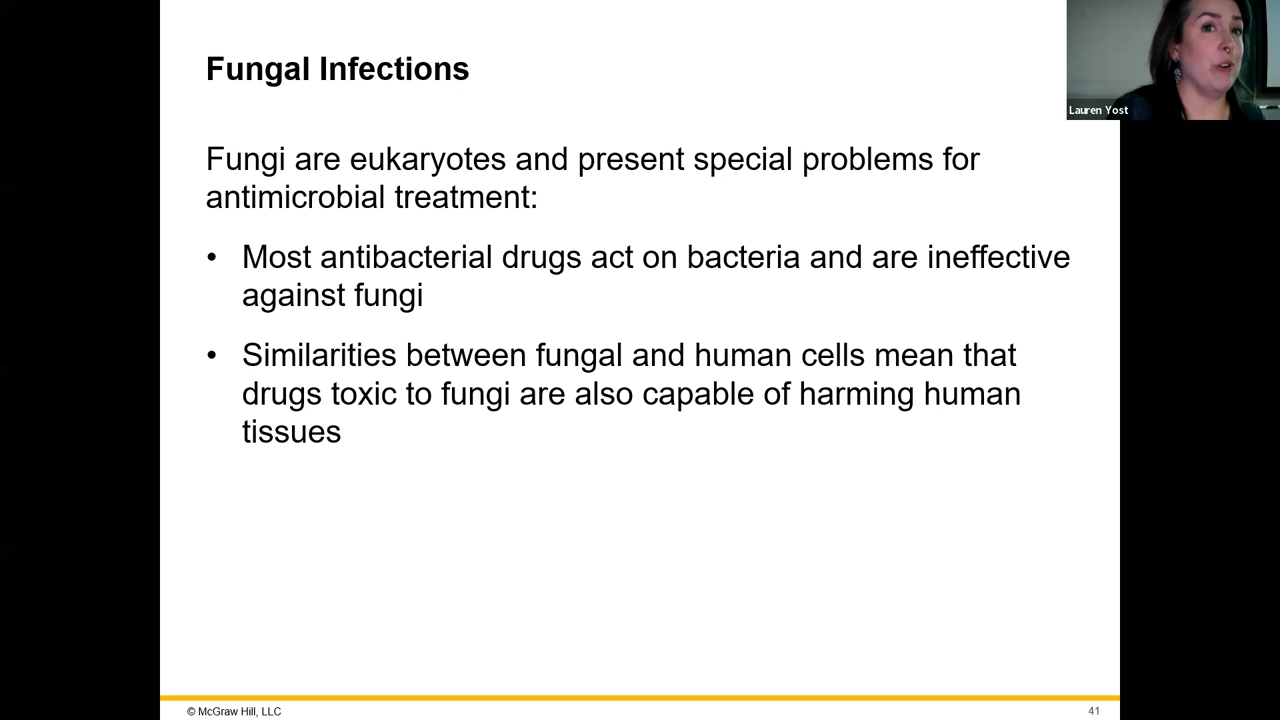 Fungal Infections
Lauren Yost
Fungi are eukaryotes and present special problems for
antimicrobial treatment:
• Most antibacterial drugs act on bacteria and are ineffective
against fungi
• Similarities between fungal and human cells mean that
drugs toxic to fungi are also capable of harming human
tissues
© McGraw Hill, LLC
41